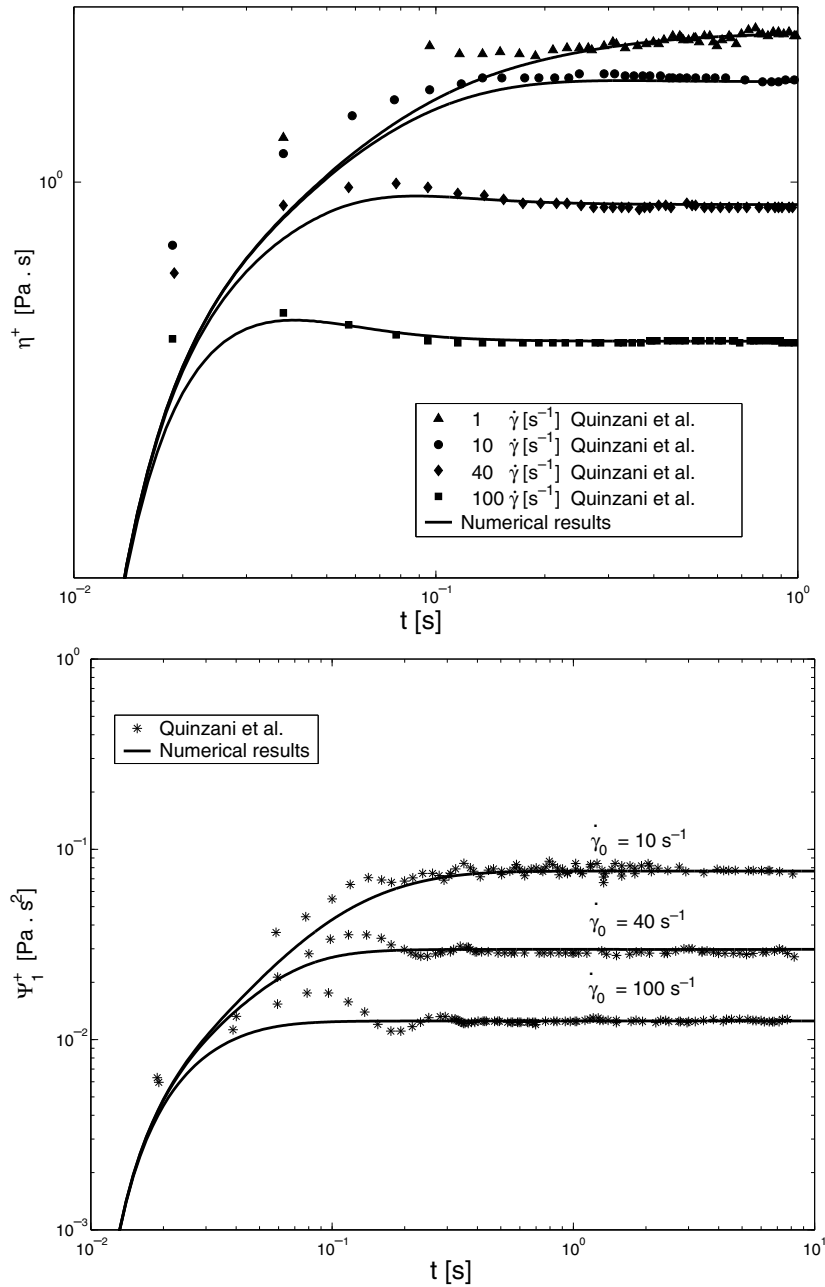 10⁰
η⁺ [Pa . s]
▲ 1 γ̇ [s⁻¹] Quinzani et al.
● 10 γ̇ [s⁻¹] Quinzani et al.
◆ 40 γ̇ [s⁻¹] Quinzani et al.
■ 100 γ̇ [s⁻¹] Quinzani et al.
Numerical results
10⁻² 10⁻¹ 10⁰
t [s]
10⁰
Quinzani et al.
Numerical results
γ̇₀ = 10 s⁻¹
10⁻¹
γ̇₀ = 40 s⁻¹
Ψ₁⁺ [Pa . s²]
γ̇₀ = 100 s⁻¹
10⁻²
10⁻³
10⁻² 10⁻¹ 10⁰ 10¹
t [s]